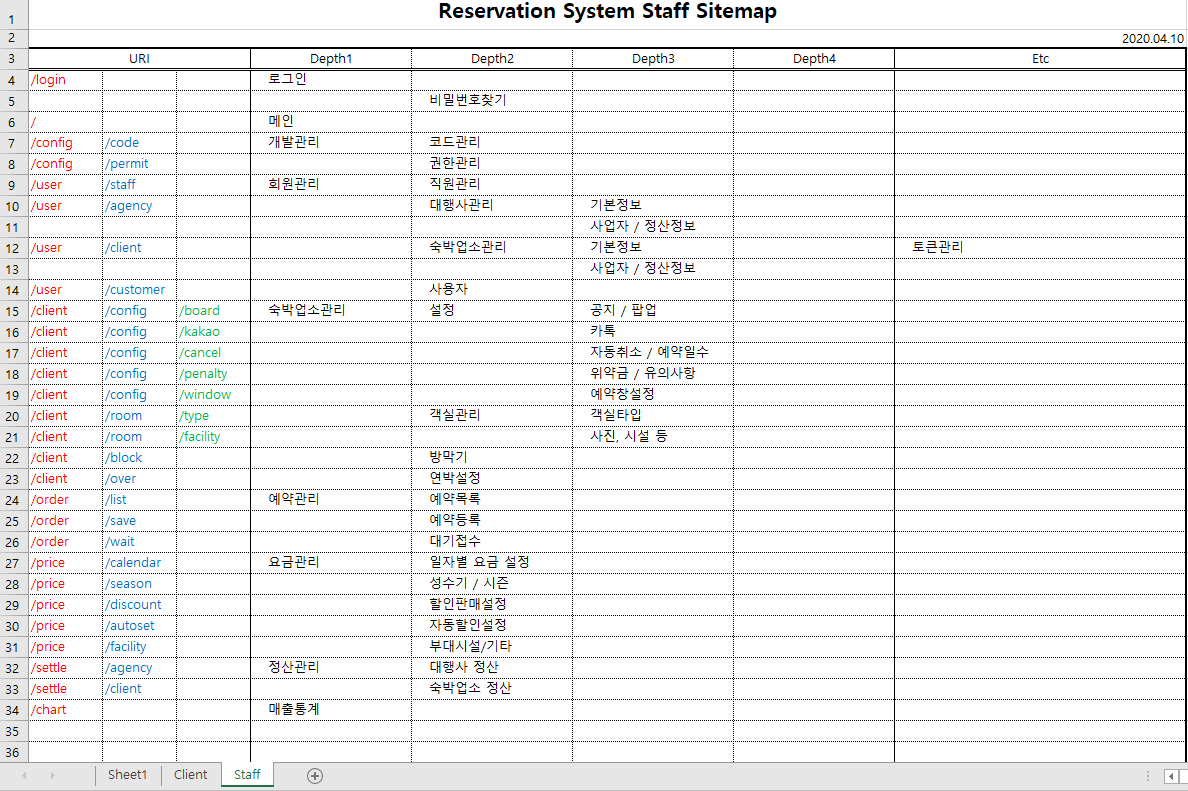 1 Reservation System Staff Sitemap
2 2020.04.10
3 URI Depth1 Depth2 Depth3 Depth4 Etc
4 /login 로그인
5 비밀번호찾기
6 / 메인
7 /config /code 개발관리 코드관리
8 /config /permit 권한관리
9 /user /staff 회원관리 직원관리
10 /user /agency 대행사관리 기본정보
11 사업자 / 정산정보
12 /user /client 숙박업소관리 기본정보 토큰관리
13 사업자 / 정산정보
14 /user /customer 사용자
15 /client /config /board 숙박업소관리 설정 공지 / 팝업
16 /client /config /kakao 카톡
17 /client /config /cancel 자동취소 / 예약일수
18 /client /config /penalty 위약금 / 유의사항
19 /client /config /window 예약창설정
20 /client /room /type 객실관리 객실타입
21 /client /room /facility 사진, 시설 등
22 /client /block 방막기
23 /client /over 연박설정
24 /order /list 예약관리 예약목록
25 /order /save 예약등록
26 /order /wait 대기접수
27 /price /calendar 요금관리 일자별 요금 설정
28 /price /season 성수기 / 시즌
29 /price /discount 할인판매설정
30 /price /autoset 자동할인설정
31 /price /facility 부대시설/기타
32 /settle /agency 정산관리 대행사 정산
33 /settle /client 숙박업소 정산
34 /chart 매출통계
35
36
Sheet1 Client Staff